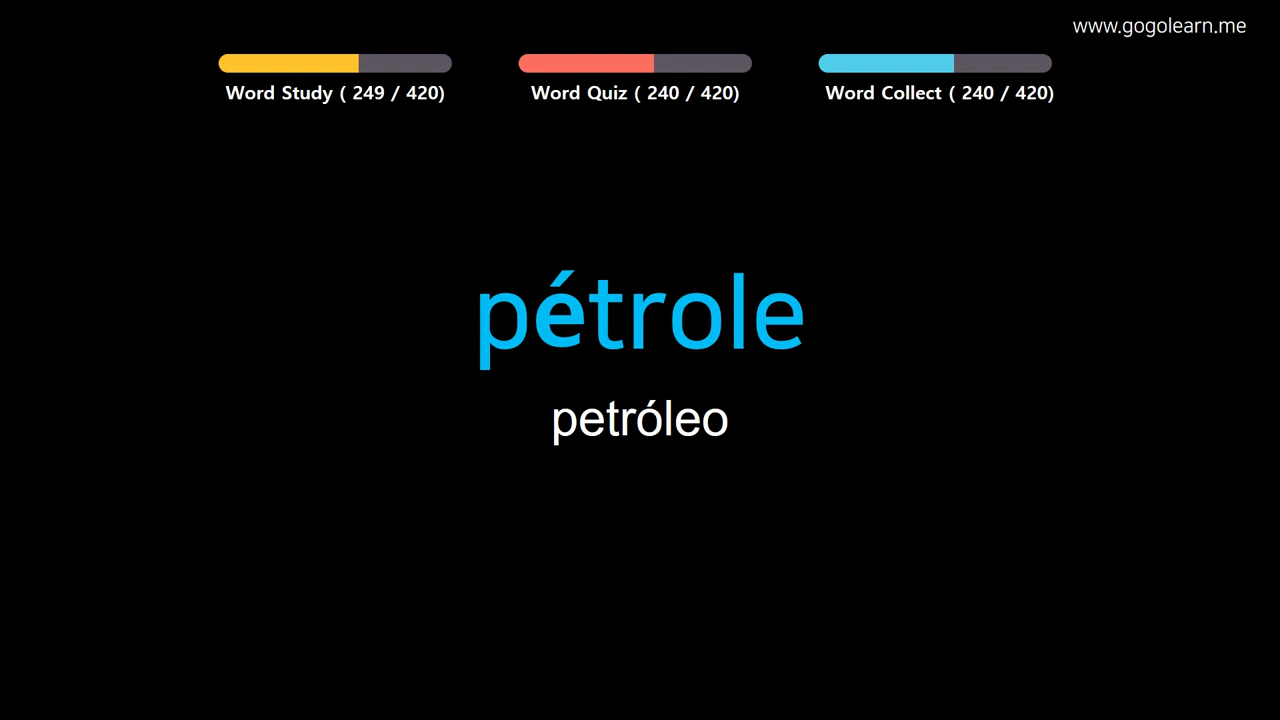 www.gogolearn.me
Word Study ( 249 / 420)
Word Quiz ( 240 / 420)
Word Collect ( 240 / 420)
pétrole
petróleo